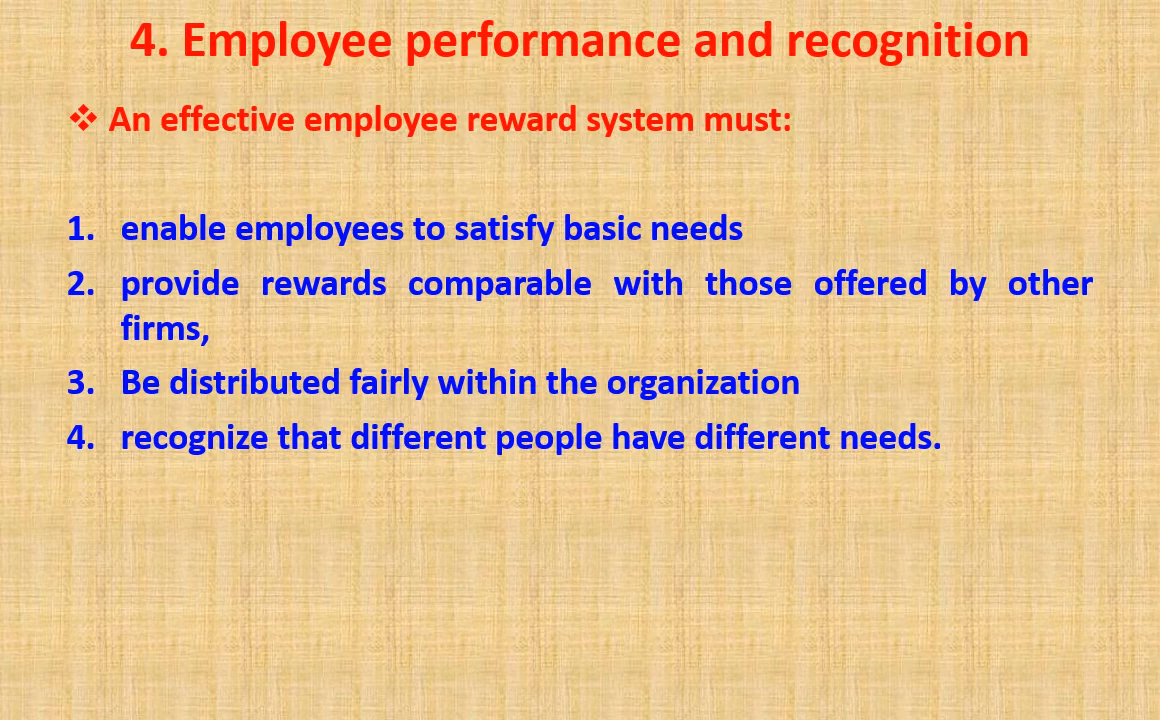 4. Employee performance and recognition
❖ An effective employee reward system must:
1. enable employees to satisfy basic needs
2. provide rewards comparable with those offered by other
firms,
3. Be distributed fairly within the organization
4. recognize that different people have different needs.